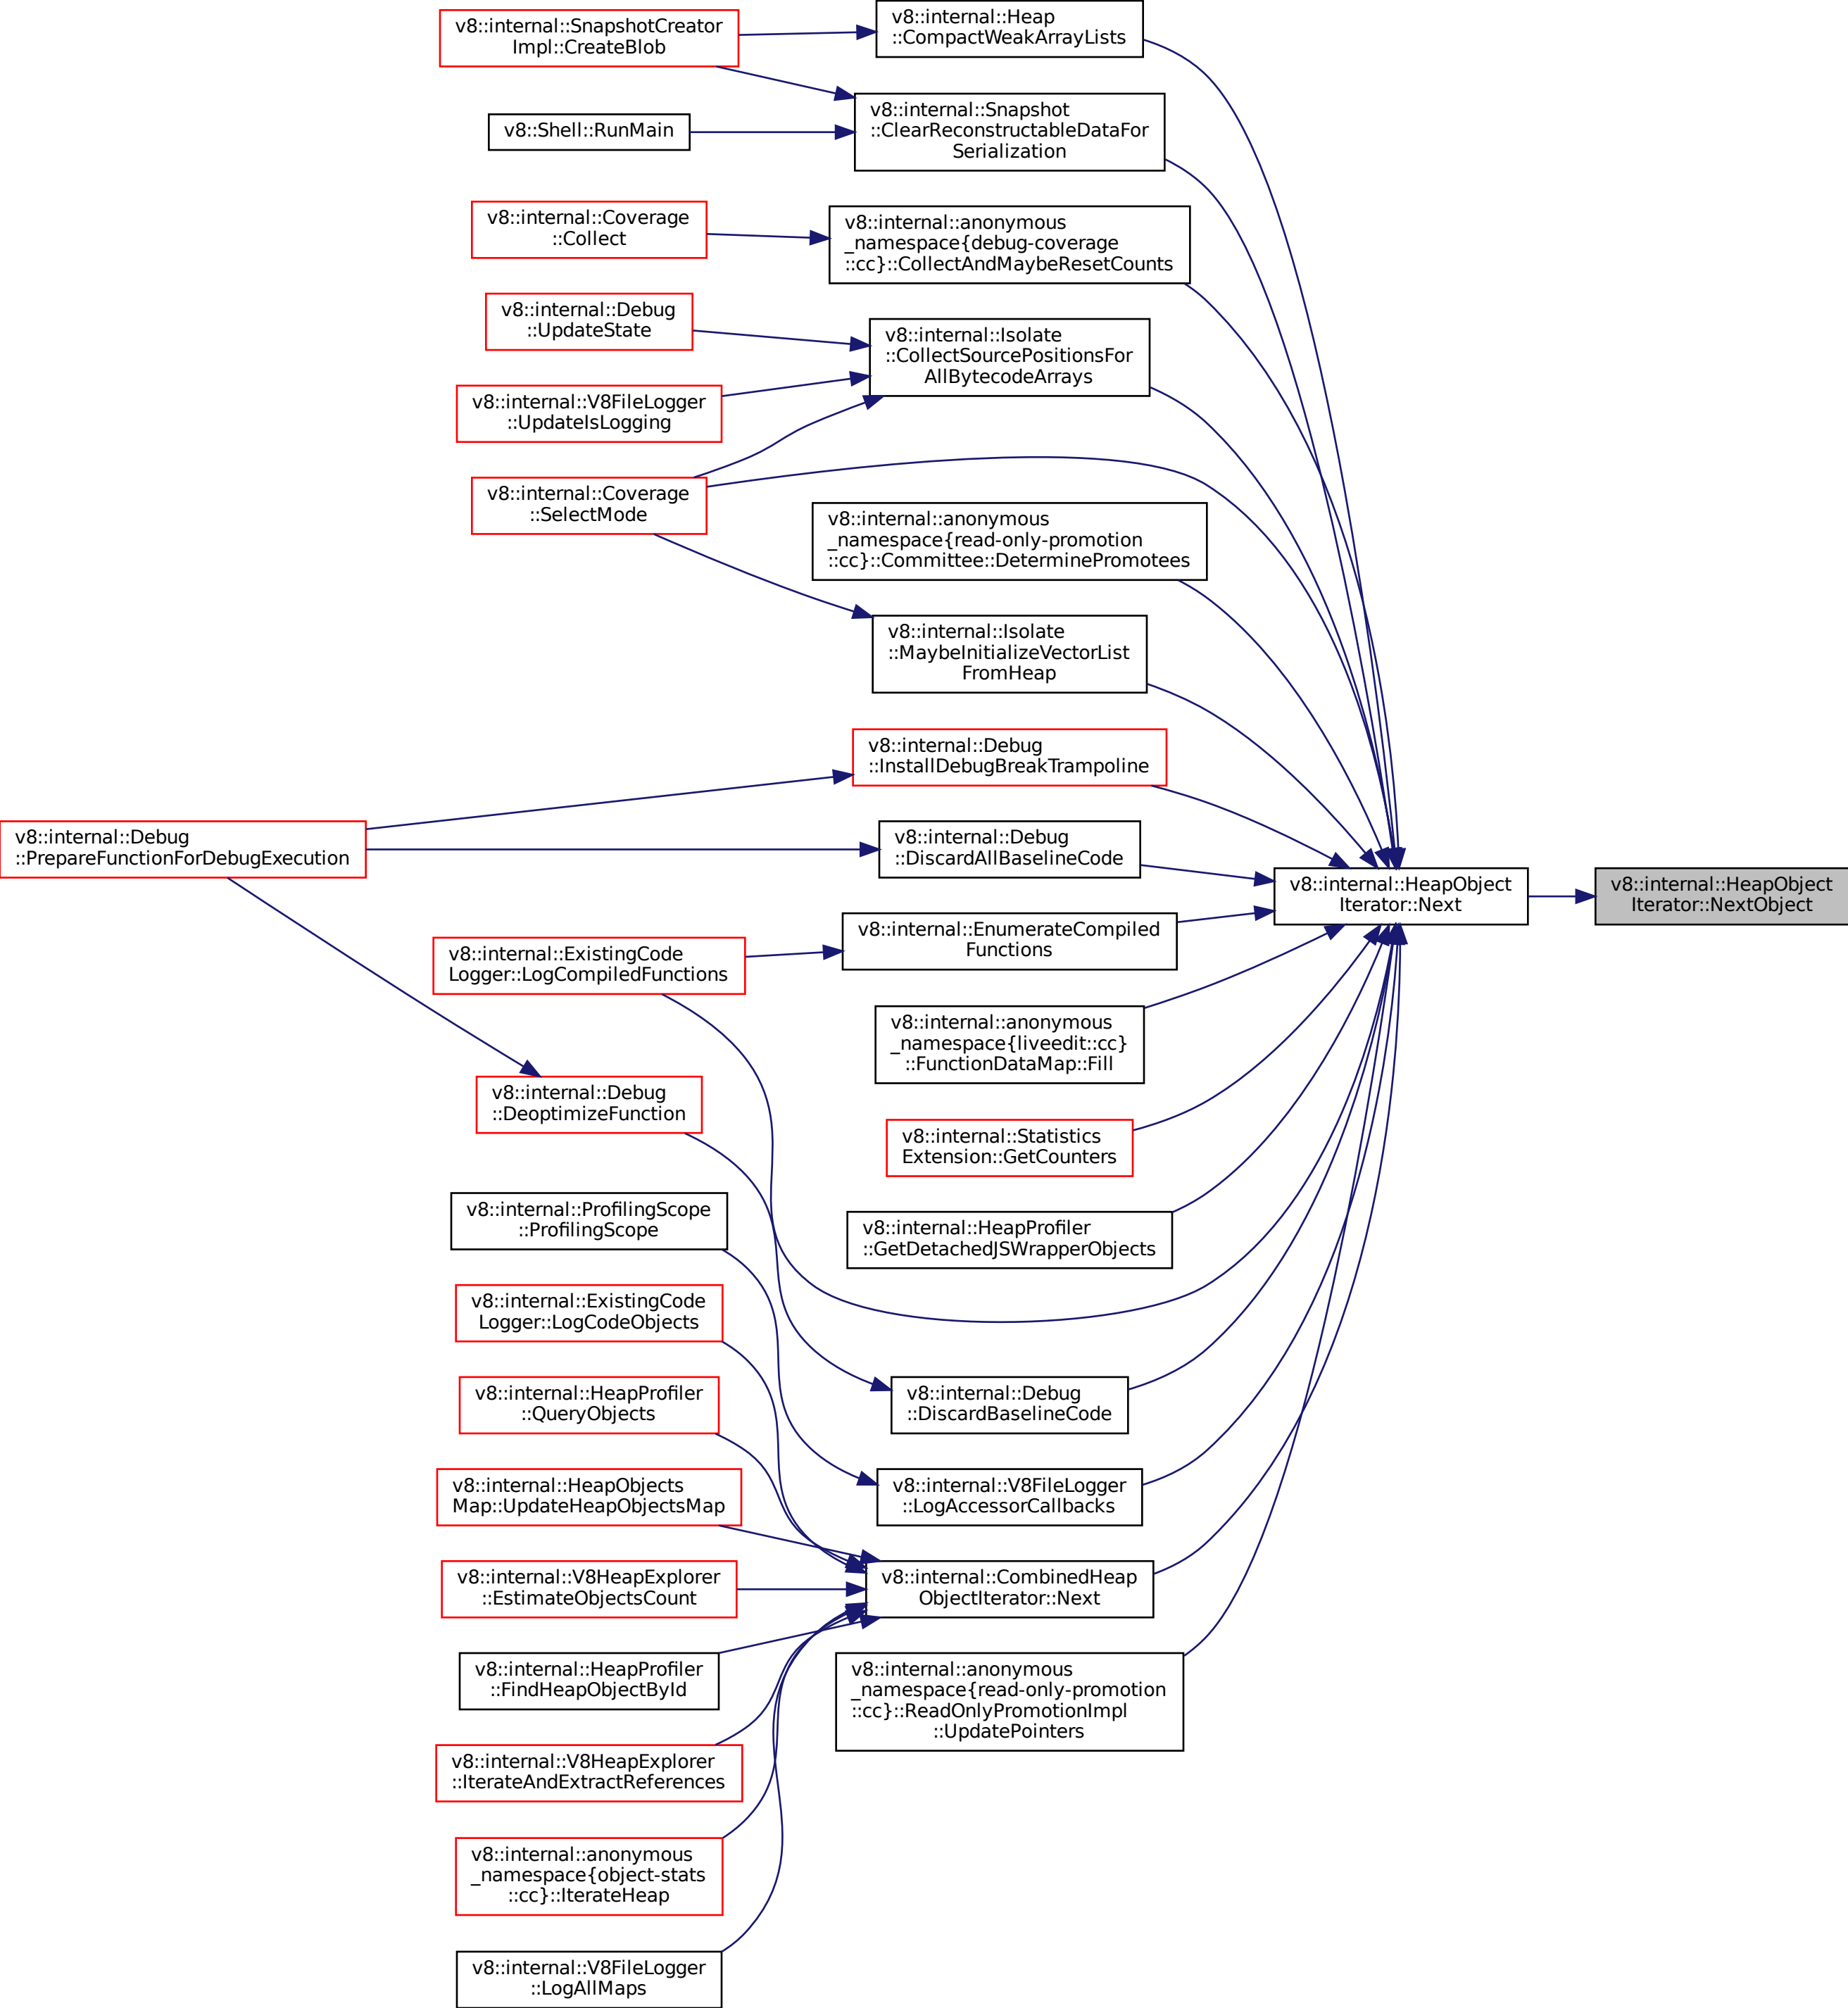 v8::internal::SnapshotCreator
Impl::CreateBlob
v8::internal::Heap
::CompactWeakArrayLists
v8::internal::Snapshot
::ClearReconstructableDataFor
Serialization
v8::Shell::RunMain
v8::internal::Coverage
::Collect
v8::internal::anonymous
_namespace{debug-coverage
::cc}::CollectAndMaybeResetCounts
v8::internal::Debug
::UpdateState
v8::internal::Isolate
::CollectSourcePositionsFor
AllBytecodeArrays
v8::internal::V8FileLogger
::UpdateIsLogging
v8::internal::Coverage
::SelectMode
v8::internal::anonymous
_namespace{read-only-promotion
::cc}::Committee::DeterminePromotees
v8::internal::Isolate
::MaybeInitializeVectorList
FromHeap
v8::internal::Debug
::InstallDebugBreakTrampoline
v8::internal::Debug
::PrepareFunctionForDebugExecution
v8::internal::Debug
::DiscardAllBaselineCode
v8::internal::HeapObject
Iterator::Next
v8::internal::HeapObject
Iterator::NextObject
v8::internal::EnumerateCompiled
Functions
v8::internal::ExistingCode
Logger::LogCompiledFunctions
v8::internal::anonymous
_namespace{liveedit::cc}
::FunctionDataMap::Fill
v8::internal::Debug
::DeoptimizeFunction
v8::internal::Statistics
Extension::GetCounters
v8::internal::ProfilingScope
::ProfilingScope
v8::internal::HeapProfiler
::GetDetachedJSWrapperObjects
v8::internal::ExistingCode
Logger::LogCodeObjects
v8::internal::HeapProfiler
::QueryObjects
v8::internal::Debug
::DiscardBaselineCode
v8::internal::HeapObjects
Map::UpdateHeapObjectsMap
v8::internal::V8FileLogger
::LogAccessorCallbacks
v8::internal::V8HeapExplorer
::EstimateObjectsCount
v8::internal::CombinedHeap
ObjectIterator::Next
v8::internal::HeapProfiler
::FindHeapObjectById
v8::internal::anonymous
_namespace{read-only-promotion
::cc}::ReadOnlyPromotionImpl
::UpdatePointers
v8::internal::V8HeapExplorer
::IterateAndExtractReferences
v8::internal::anonymous
_namespace{object-stats
::cc}::IterateHeap
v8::internal::V8FileLogger
::LogAllMaps